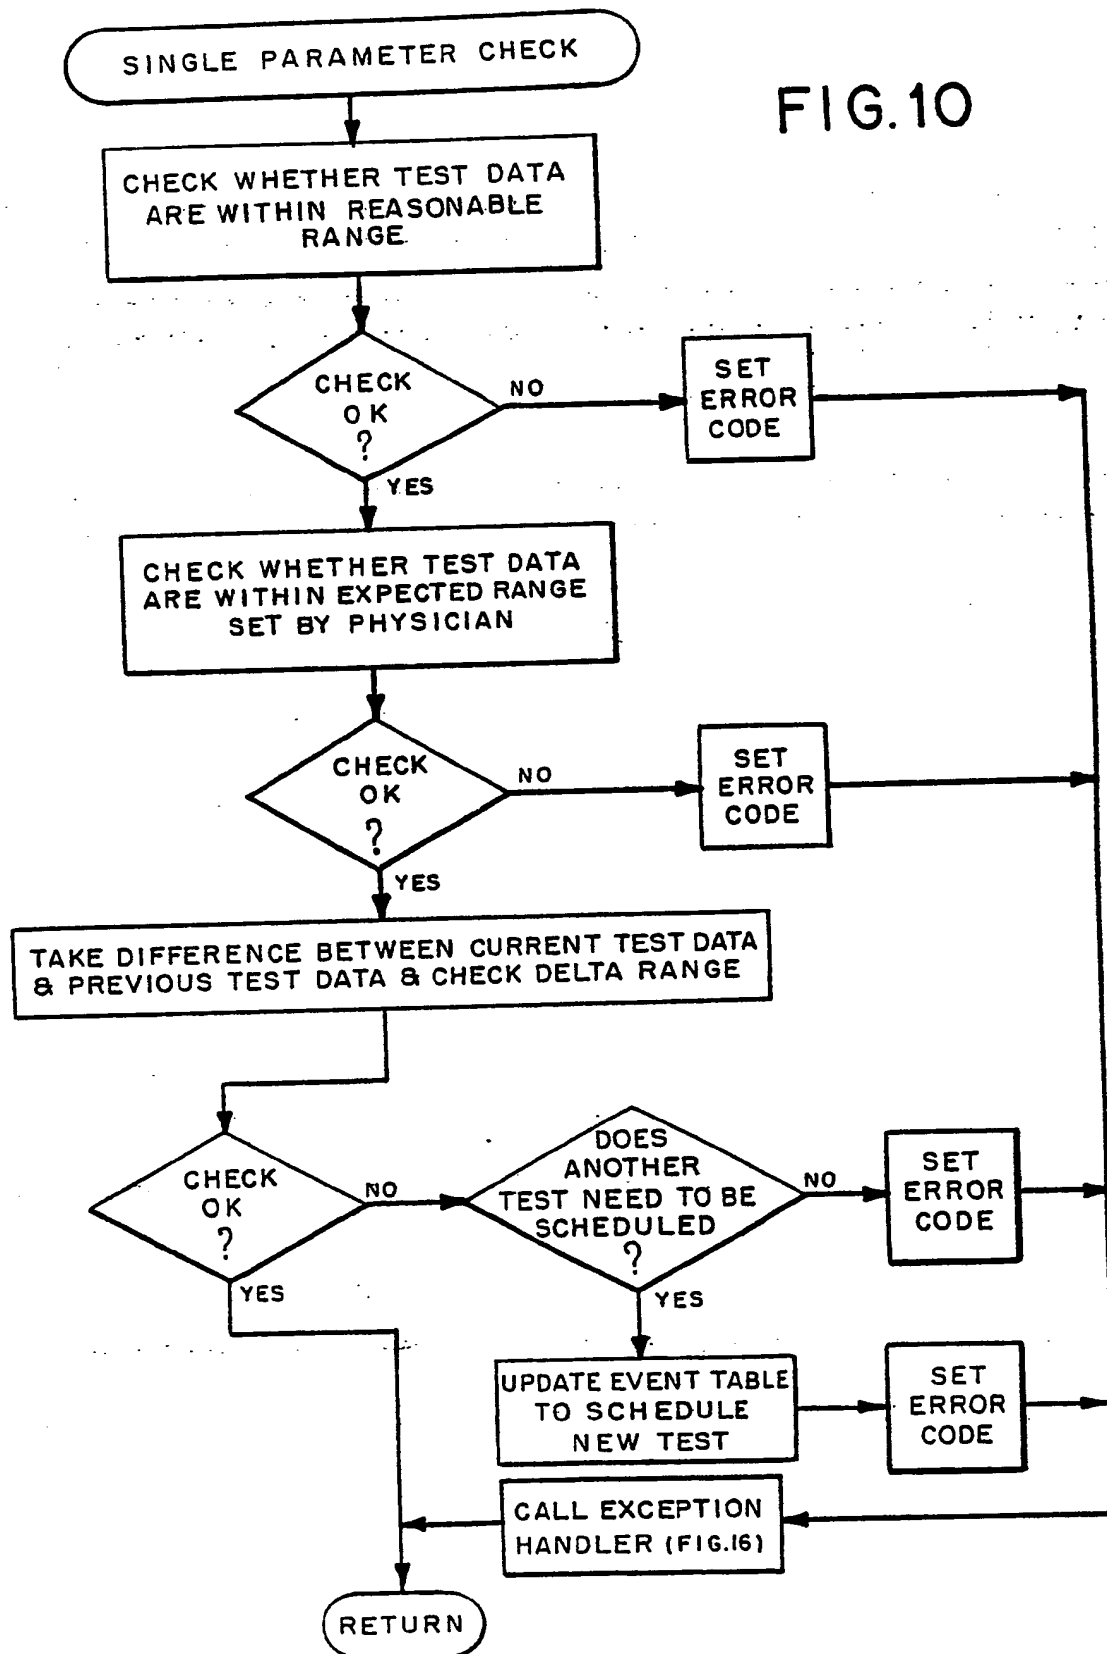 SINGLE PARAMETER CHECK
FIG.10
CHECK WHETHER TEST DATA
ARE WITHIN REASONABLE
RANGE
CHECK
OK
?
NO
SET
ERROR
CODE
YES
CHECK WHETHER TEST DATA
ARE WITHIN EXPECTED RANGE
SET BY PHYSICIAN
CHECK
OK
?
NO
SET
ERROR
CODE
YES
TAKE DIFFERENCE BETWEEN CURRENT TEST DATA
& PREVIOUS TEST DATA & CHECK DELTA RANGE
CHECK
OK
?
NO
DOES
ANOTHER
TEST NEED TO BE
SCHEDULED
?
NO
SET
ERROR
CODE
YES
YES
UPDATE EVENT TABLE
TO SCHEDULE
NEW TEST
SET
ERROR
CODE
CALL EXCEPTION
HANDLER (FIG.16)
RETURN